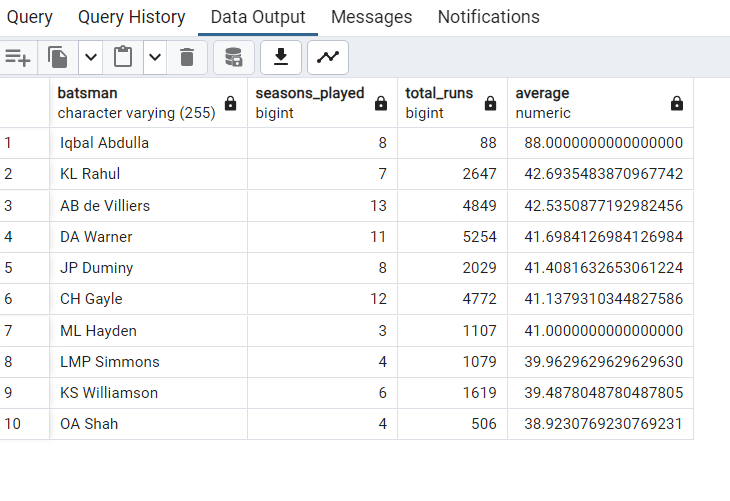 Query Query History Data Output Messages Notifications
batsman seasons_played total_runs average
character varying (255) bigint bigint numeric
1 Iqbal Abdulla 8 88 88.0000000000000000
2 KL Rahul 7 2647 42.6935483870967742
3 AB de Villiers 13 4849 42.5350877192982456
4 DA Warner 11 5254 41.6984126984126984
5 JP Duminy 8 2029 41.4081632653061224
6 CH Gayle 12 4772 41.1379310344827586
7 ML Hayden 3 1107 41.0000000000000000
8 LMP Simmons 4 1079 39.9629629629629630
9 KS Williamson 6 1619 39.4878048780487805
10 OA Shah 4 506 38.9230769230769231